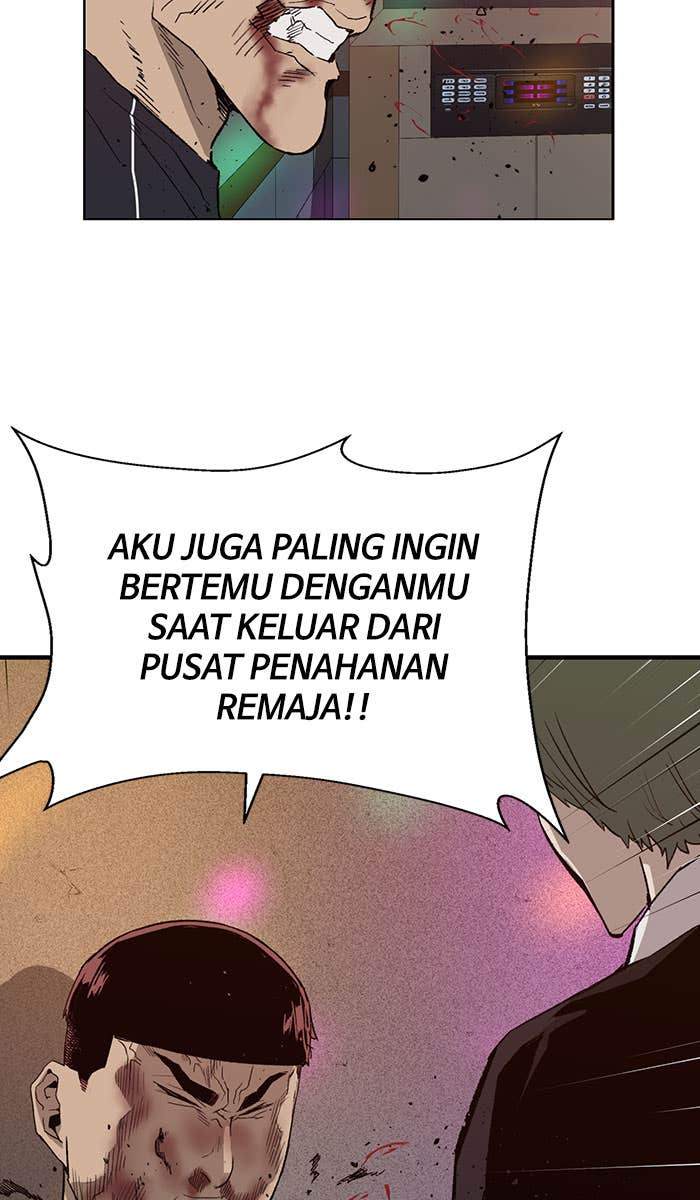 AKU JUGA PALING INGIN
BERTEMU DENGANMU
SAAT KELUAR DARI
PUSAT PENAHANAN
REMAJA!!